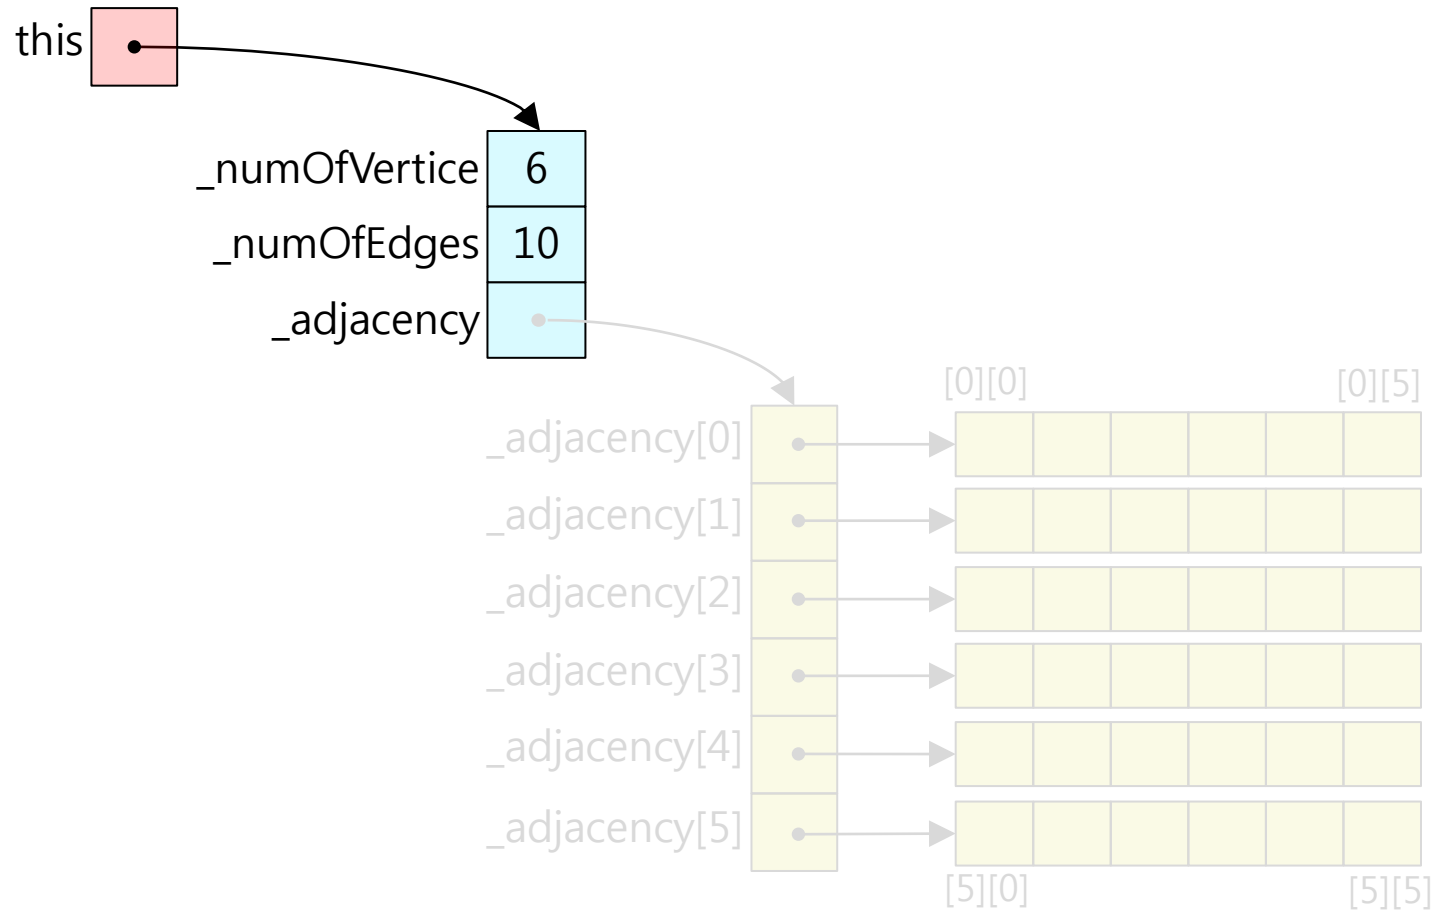 this
_numOfVertice 6
_numOfEdges 10
_adjacency
[0][0] [0][5]
_adjacency[0]
_adjacency[1]
_adjacency[2]
_adjacency[3]
_adjacency[4]
_adjacency[5]
[5][0] [5][5]